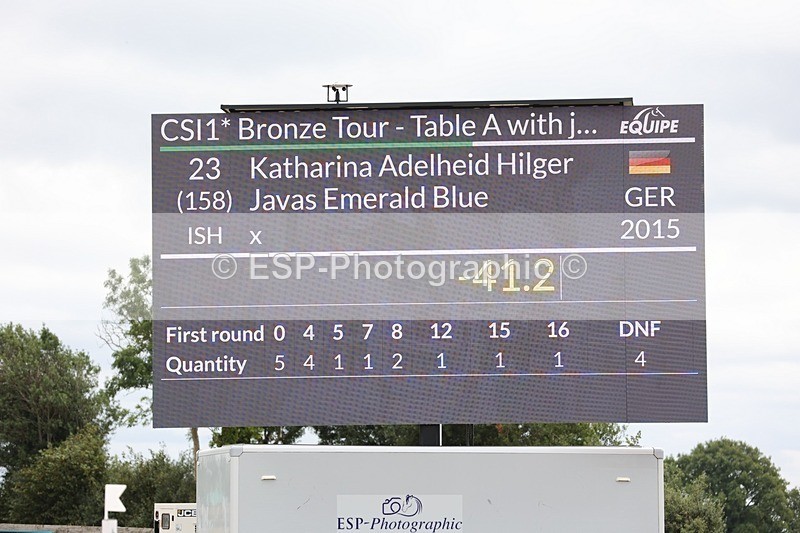 CSI1* Bronze Tour - Table A with j... EQUIPE
23 Katharina Adelheid Hilger
(158) Javas Emerald Blue GER
ISH x 2015
© ESP-Photographic ©
-41.2
First round 0 4 5 7 8 12 15 16 DNF
Quantity 5 4 1 1 2 1 1 1 4
JCB
ESP-Photographic